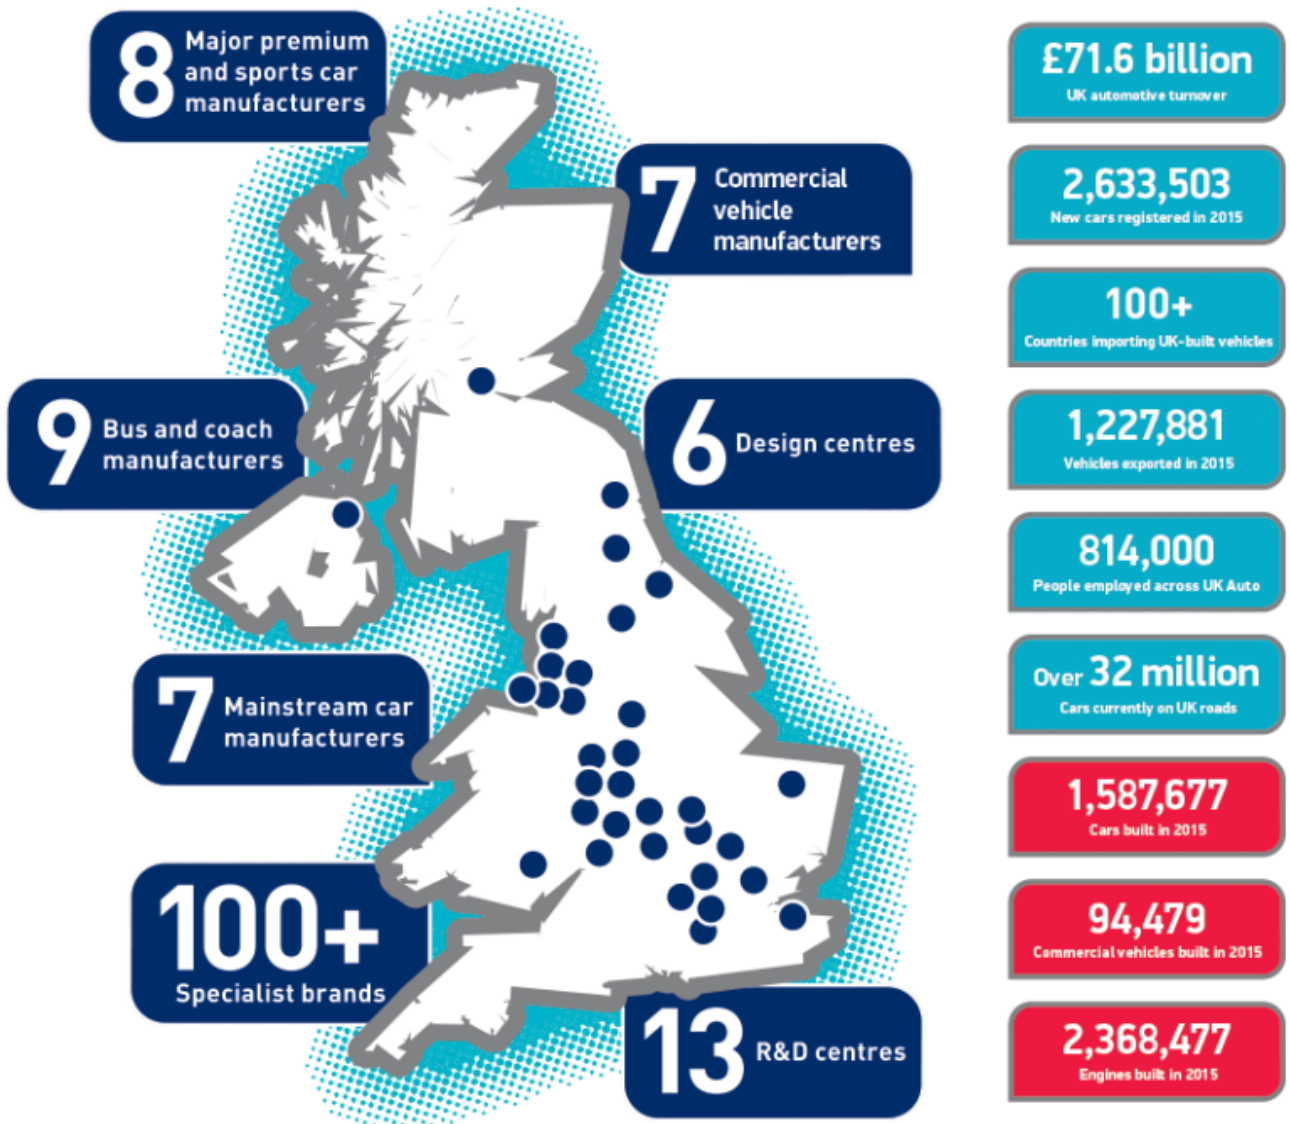 8
Major premium
and sports car
manufacturers
7
Commercial
vehicle
manufacturers
9
Bus and coach
manufacturers
6
Design centres
7
Mainstream car
manufacturers
100+
Specialist brands
13
R&D centres
£71.6 billion
UK automotive turnover
2,633,503
New cars registered in 2015
100+
Countries importing UK-built vehicles
1,227,881
Vehicles exported in 2015
814,000
People employed across UK Auto
Over 32 million
Cars currently on UK roads
1,587,677
Cars built in 2015
94,479
Commercial vehicles built in 2015
2,368,477
Engines built in 2015